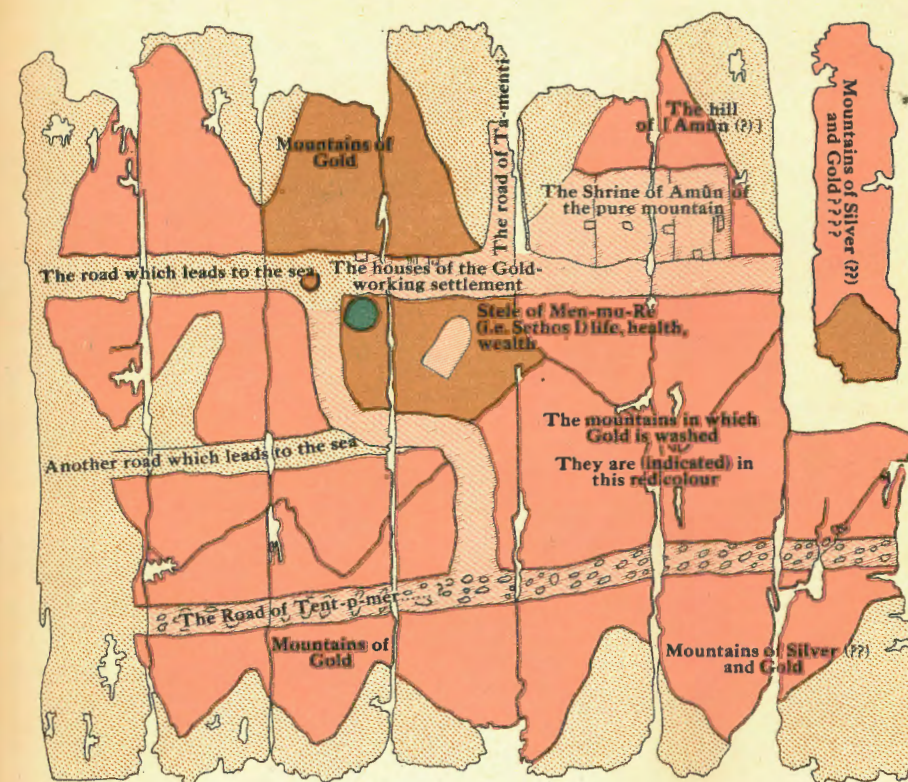 Mountains of
Gold
The road of Ta-menti
The hill
of [ Amûn (?) ]
The Shrine of Amûn of
the pure mountain
Mountains of Silver (??)
and Gold ? ? ? ?
The road which leads to the sea
The houses of the Gold-
working settlement
Stele of Men-ma-Rē
(i.e. Sethos I) life, health,
wealth
The mountains in which
Gold is washed
They are (indicated) in
this red colour
Another road which leads to the sea
The Road of Tent-p-mer......
Mountains of
Gold
Mountains of Silver (??)
and Gold